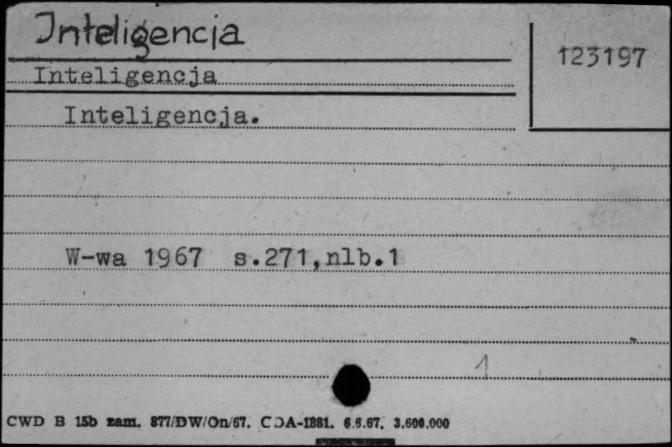 Inteligencja
123197
Inteligencja
Inteligencja.
W-wa 1967 s.271,nlb.1
1
CWD B 15b zam. 877/DW/On/67. CDA-1881. 6.6.67. 3.600.000